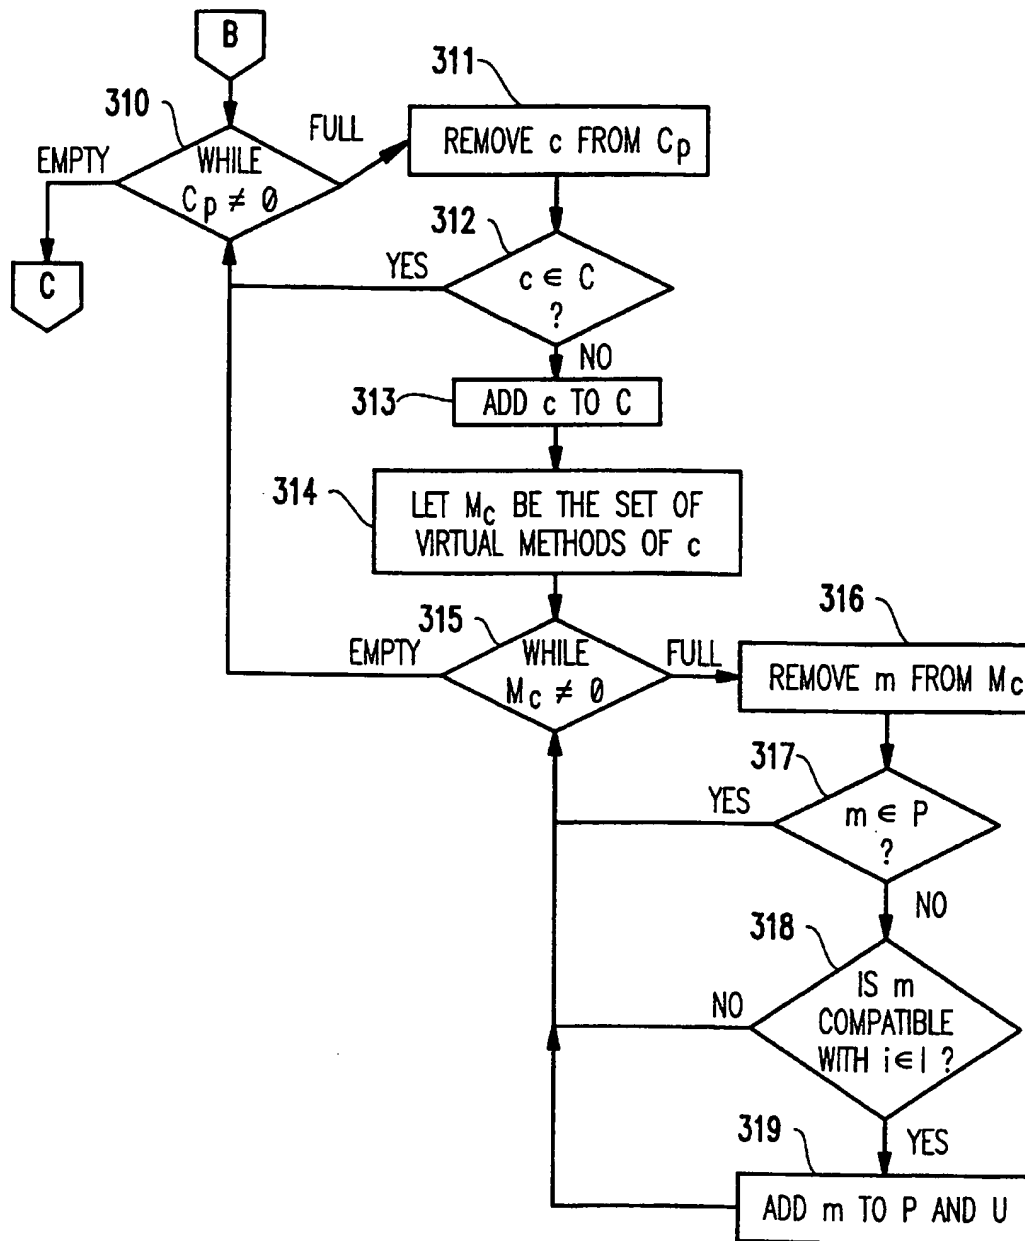 B
310
EMPTY
FULL
WHILE
Cp ≠ 0
C
311
REMOVE c FROM Cp
312
YES
c ∈ C
?
NO
313
ADD c TO C
314
LET Mc BE THE SET OF
VIRTUAL METHODS OF c
315
EMPTY
WHILE
Mc ≠ 0
FULL
316
REMOVE m FROM Mc
317
YES
m ∈ P
?
NO
318
NO
IS m
COMPATIBLE
WITH i∈I ?
YES
319
ADD m TO P AND U